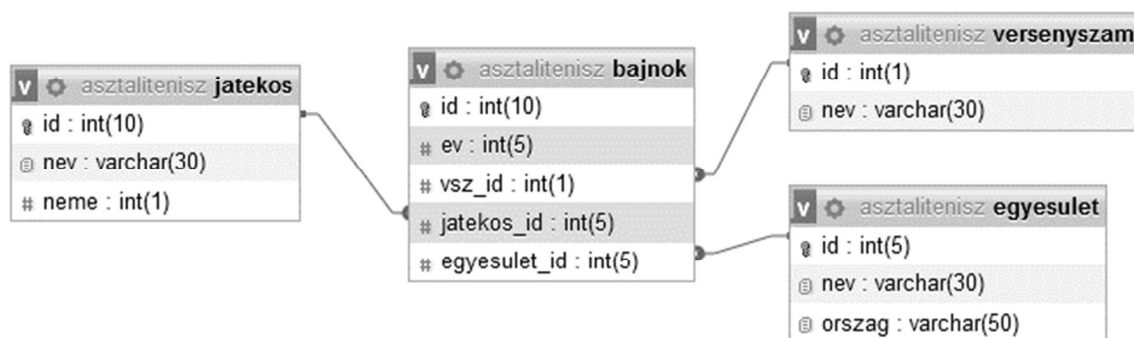 v asztalitenisz jatekos
id : int(10)
nev : varchar(30)
# neme : int(1)
v asztalitenisz bajnok
id : int(10)
# ev : int(5)
# vsz_id : int(1)
# jatekos_id : int(5)
# egyesulet_id : int(5)
v asztalitenisz versenyszam
id : int(1)
nev : varchar(30)
v asztalitenisz egyesulet
id : int(5)
nev : varchar(30)
orszag : varchar(50)